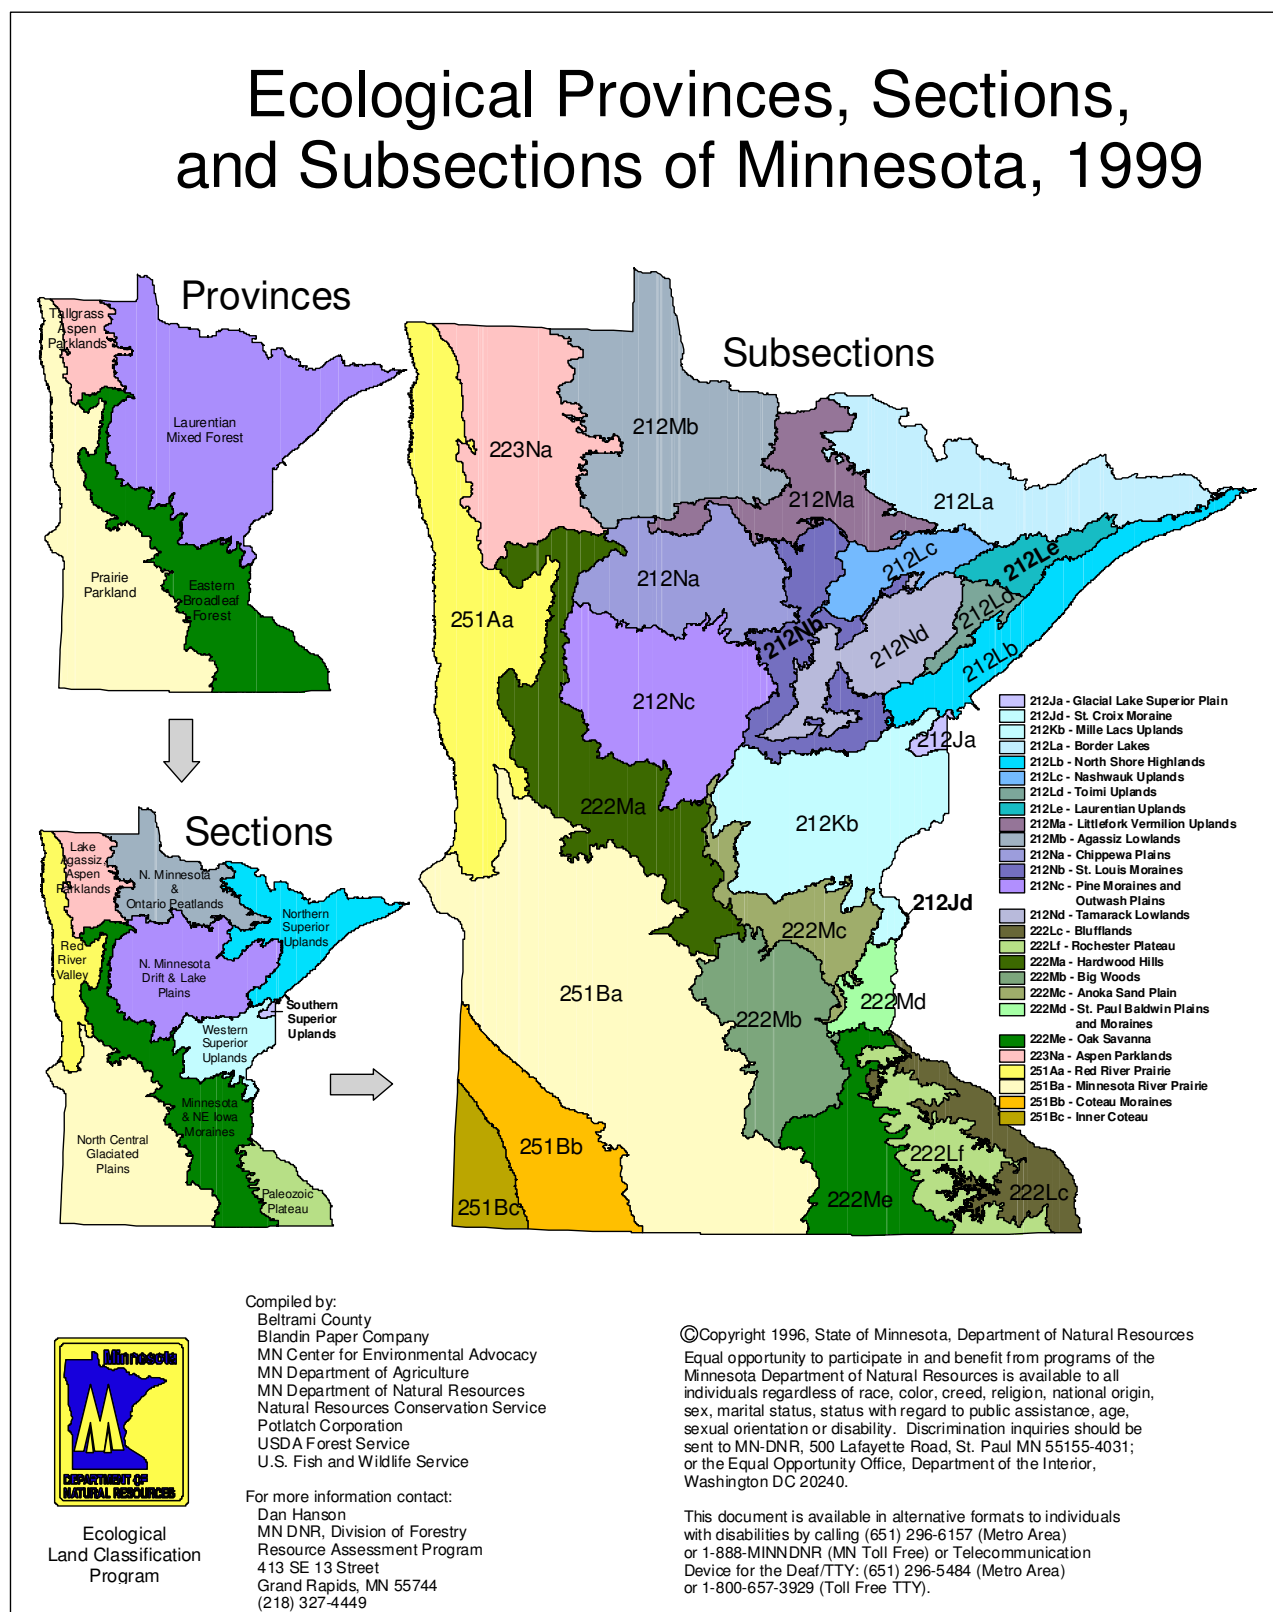 Ecological Provinces, Sections,
and Subsections of Minnesota, 1999
Provinces
Tallgrass
Aspen
Parklands
Laurentian
Mixed Forest
Prairie
Parkland
Eastern
Broadleaf
Forest
Sections
Lake
Agassiz,
Aspen
Parklands
N. Minnesota
&
Ontario Peatlands
Northern
Superior
Uplands
Red
River
Valley
N. Minnesota
Drift & Lake
Plains
Southern
Superior
Uplands
Western
Superior
Uplands
Minnesota
& NE Iowa
Moraines
North Central
Glaciated
Plains
Paleozoic
Plateau
Subsections
223Na
212Mb
212Ma
212La
212Lc
212Le
212Na
212Ld
251Aa
212Nb
212Nd
212Lb
212Nc
212Ja
222Ma
212Kb
212Jd
222Mc
251Ba
222Md
222Mb
251Bb
222Lf
251Bc
222Me
222Lc
212Ja - Glacial Lake Superior Plain
212Jd - St. Croix Moraine
212Kb - Mille Lacs Uplands
212La - Border Lakes
212Lb - North Shore Highlands
212Lc - Nashwauk Uplands
212Ld - Toimi Uplands
212Le - Laurentian Uplands
212Ma - Littlefork Vermilion Uplands
212Mb - Agassiz Lowlands
212Na - Chippewa Plains
212Nb - St. Louis Moraines
212Nc - Pine Moraines and
Outwash Plains
212Nd - Tamarack Lowlands
222Lc - Blufflands
222Lf - Rochester Plateau
222Ma - Hardwood Hills
222Mb - Big Woods
222Mc - Anoka Sand Plain
222Md - St. Paul Baldwin Plains
and Moraines
222Me - Oak Savanna
223Na - Aspen Parklands
251Aa - Red River Prairie
251Ba - Minnesota River Prairie
251Bb - Coteau Moraines
251Bc - Inner Coteau
Minnesota
M
DEPARTMENT OF
NATURAL RESOURCES
Ecological
Land Classification
Program
Compiled by:
Beltrami County
Blandin Paper Company
MN Center for Environmental Advocacy
MN Department of Agriculture
MN Department of Natural Resources
Natural Resources Conservation Service
Potlatch Corporation
USDA Forest Service
U.S. Fish and Wildlife Service
For more information contact:
Dan Hanson
MN DNR, Division of Forestry
Resource Assessment Program
413 SE 13 Street
Grand Rapids, MN 55744
(218) 327-4449
©Copyright 1996, State of Minnesota, Department of Natural Resources
Equal opportunity to participate in and benefit from programs of the
Minnesota Department of Natural Resources is available to all
individuals regardless of race, color, creed, religion, national origin,
sex, marital status, status with regard to public assistance, age,
sexual orientation or disability. Discrimination inquiries should be
sent to MN-DNR, 500 Lafayette Road, St. Paul MN 55155-4031;
or the Equal Opportunity Office, Department of the Interior,
Washington DC 20240.
This document is available in alternative formats to individuals
with disabilities by calling (651) 296-6157 (Metro Area)
or 1-888-MINNDNR (MN Toll Free) or Telecommunication
Device for the Deaf/TTY: (651) 296-5484 (Metro Area)
or 1-800-657-3929 (Toll Free TTY).